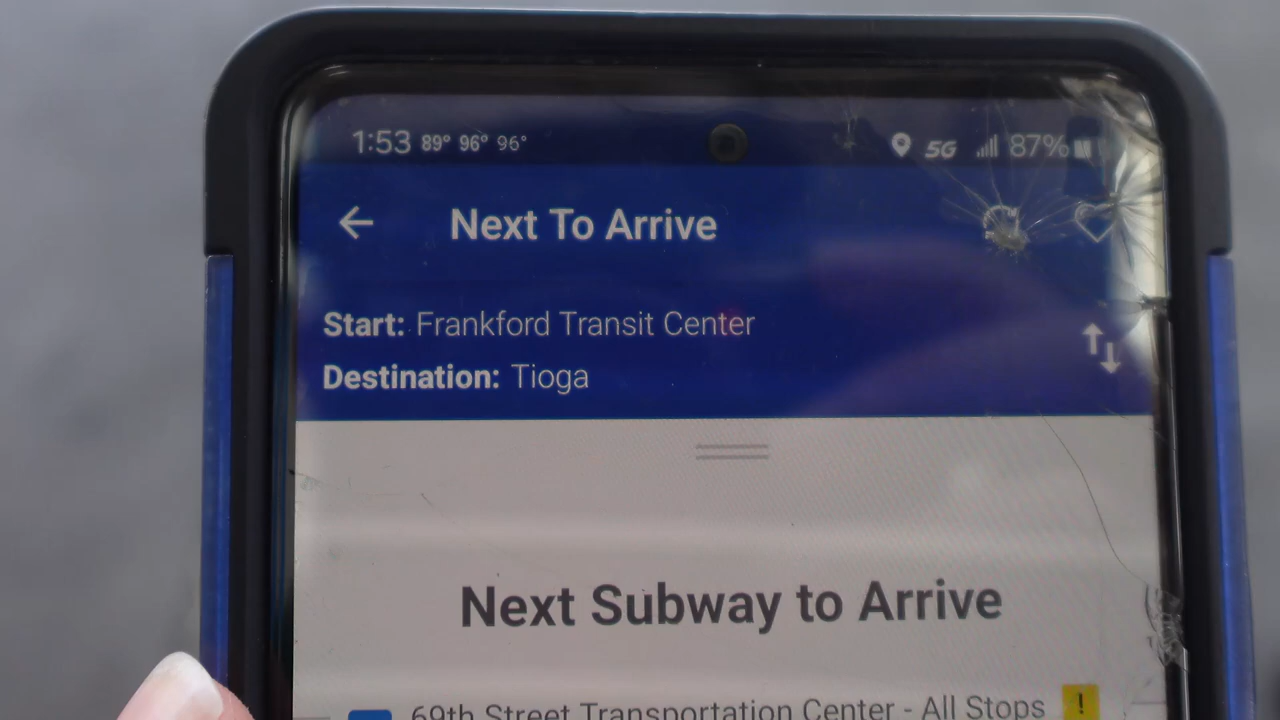 1:53 89° 96° 96° 5G 87%
Next To Arrive
Start: Frankford Transit Center
Destination: Tioga
Next Subway to Arrive
69th Street Transportation Center - All Stops !